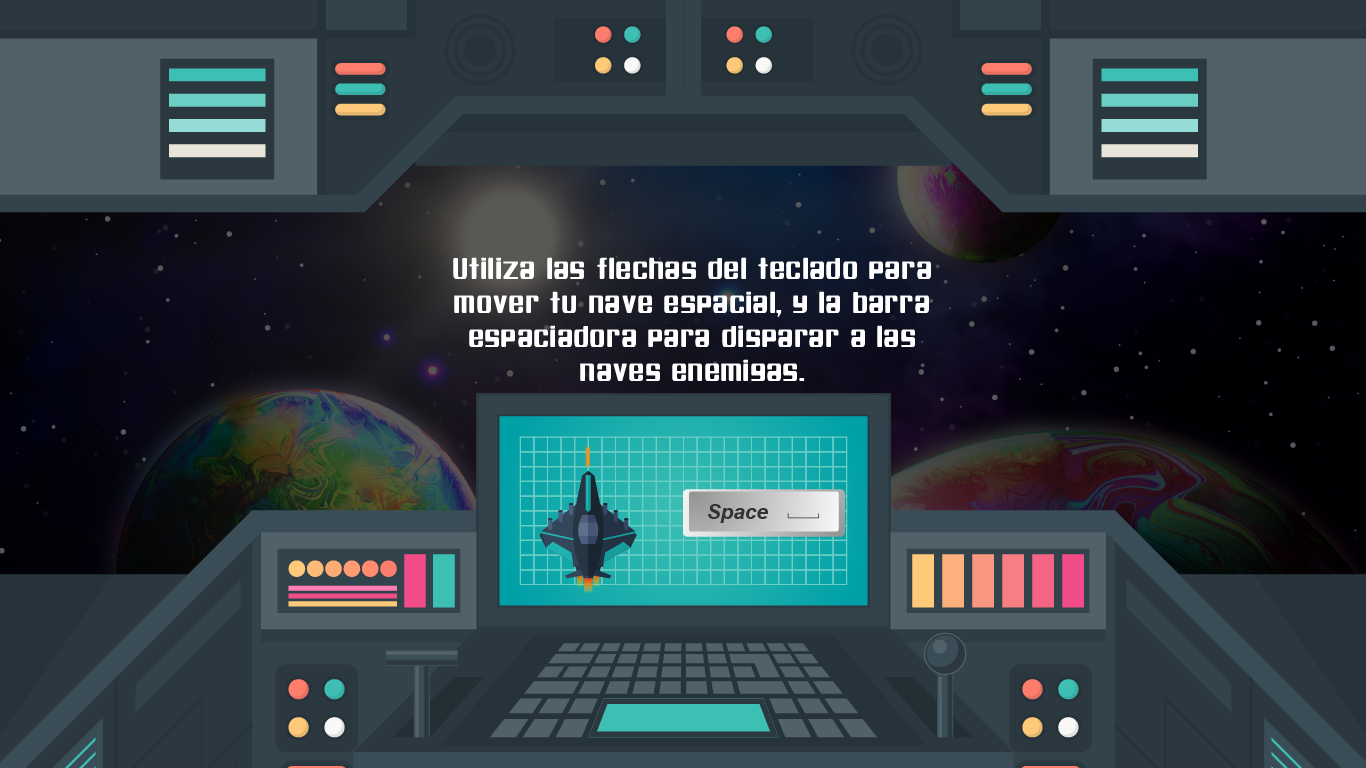 Utiliza las flechas del teclado para
mover tu nave espacial, y la barra
espaciadora para disparar a las
naves enemigas.
Space